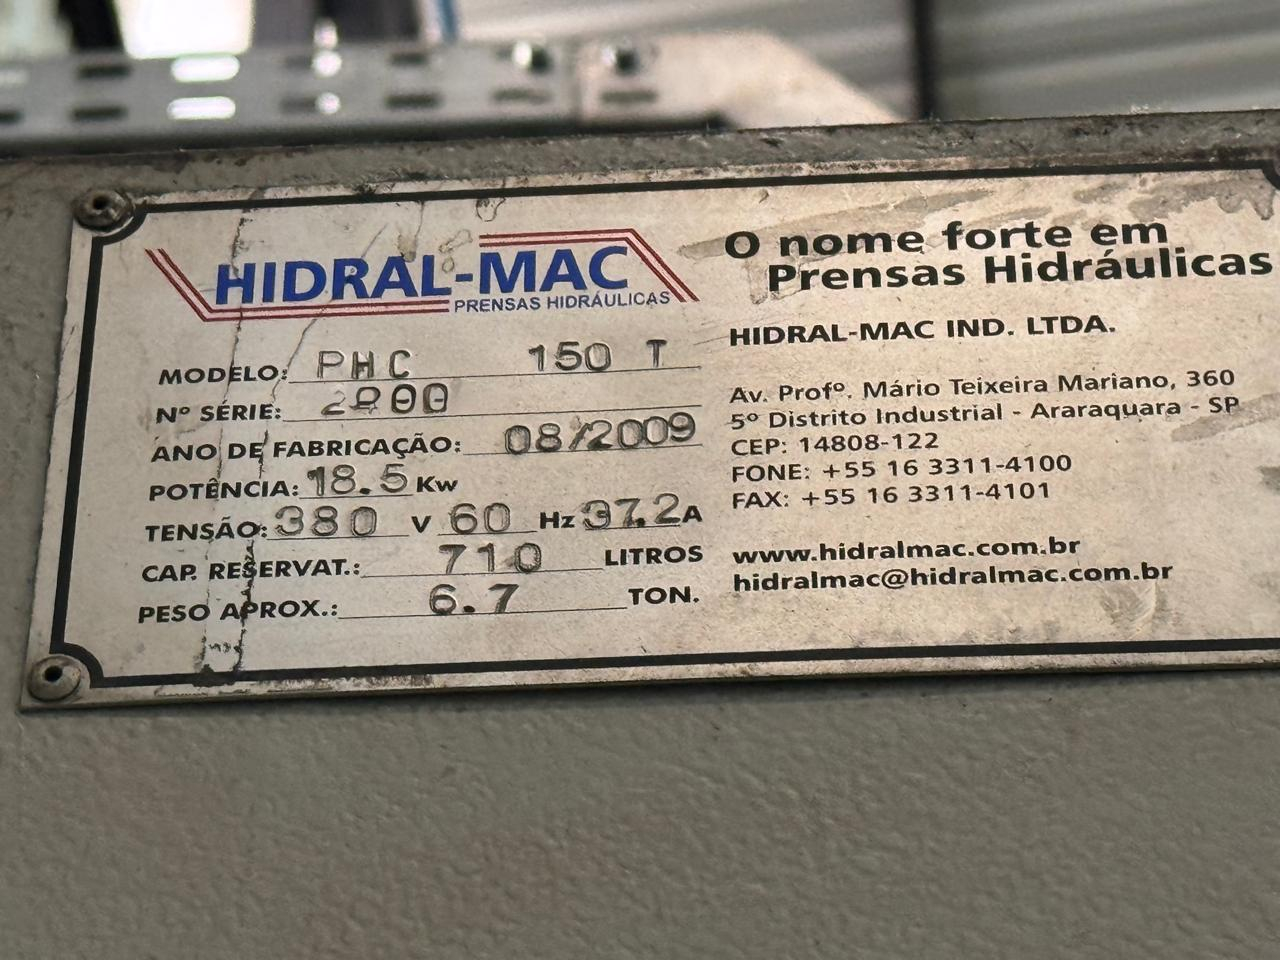 HIDRAL-MAC
PRENSAS HIDRÁULICAS
MODELO: PHC 150 T
Nº SÉRIE:
ANO DE FABRICAÇÃO: 08/2009
POTÊNCIA: 18.5 Kw
TENSÃO: 380 V 60 Hz 37.2 A
CAP. RESERVAT.: 710 LITROS
PESO APROX.: 6.7 TON.
O nome forte em
Prensas Hidráulicas
HIDRAL-MAC IND. LTDA.
Av. Profº. Mário Teixeira Mariano, 360
5º Distrito Industrial - Araraquara - SP
CEP: 14808-122
FONE: +55 16 3311-4100
FAX: +55 16 3311-4101
www.hidralmac.com.br
hidralmac@hidralmac.com.br